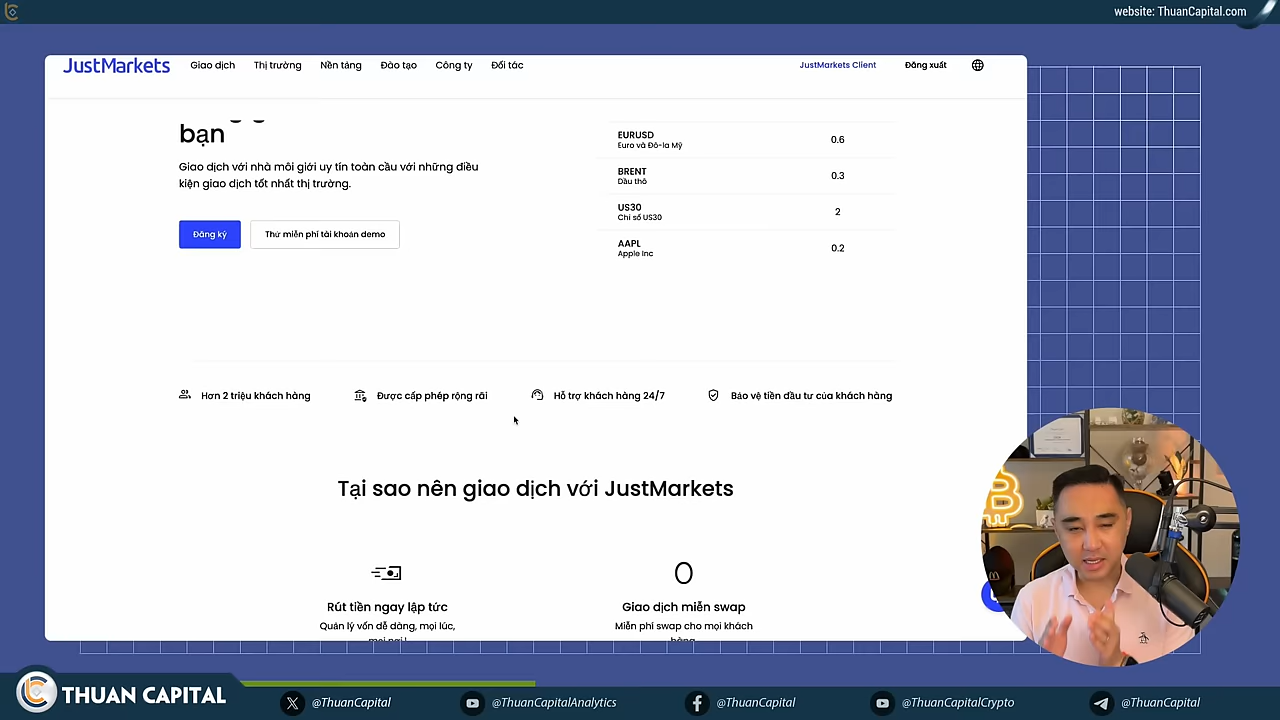 website: ThuanCapital.com
JustMarkets
Giao dịch
Thị trường
Nền tảng
Đào tạo
Công ty
Đối tác
JustMarkets Client
Đăng xuất
bạn
Giao dịch với nhà môi giới uy tín toàn cầu với những điều
kiện giao dịch tốt nhất thị trường.
Đăng ký
Thử miễn phí tài khoản demo
EURUSD
Euro và Đô-la Mỹ
0.6
BRENT
Dầu thô
0.3
US30
Chỉ số US30
2
AAPL
Apple Inc
0.2
Hơn 2 triệu khách hàng
Được cấp phép rộng rãi
Hỗ trợ khách hàng 24/7
Bảo vệ tiền đầu tư của khách hàng
Tại sao nên giao dịch với JustMarkets
Rút tiền ngay lập tức
Quản lý vốn dễ dàng, mọi lúc,
mọi nơi!
0
Giao dịch miễn swap
Miễn phí swap cho mọi khách
hàng
THUAN CAPITAL
@ThuanCapital
@ThuanCapitalAnalytics
@ThuanCapital
@ThuanCapitalCrypto
@ThuanCapital